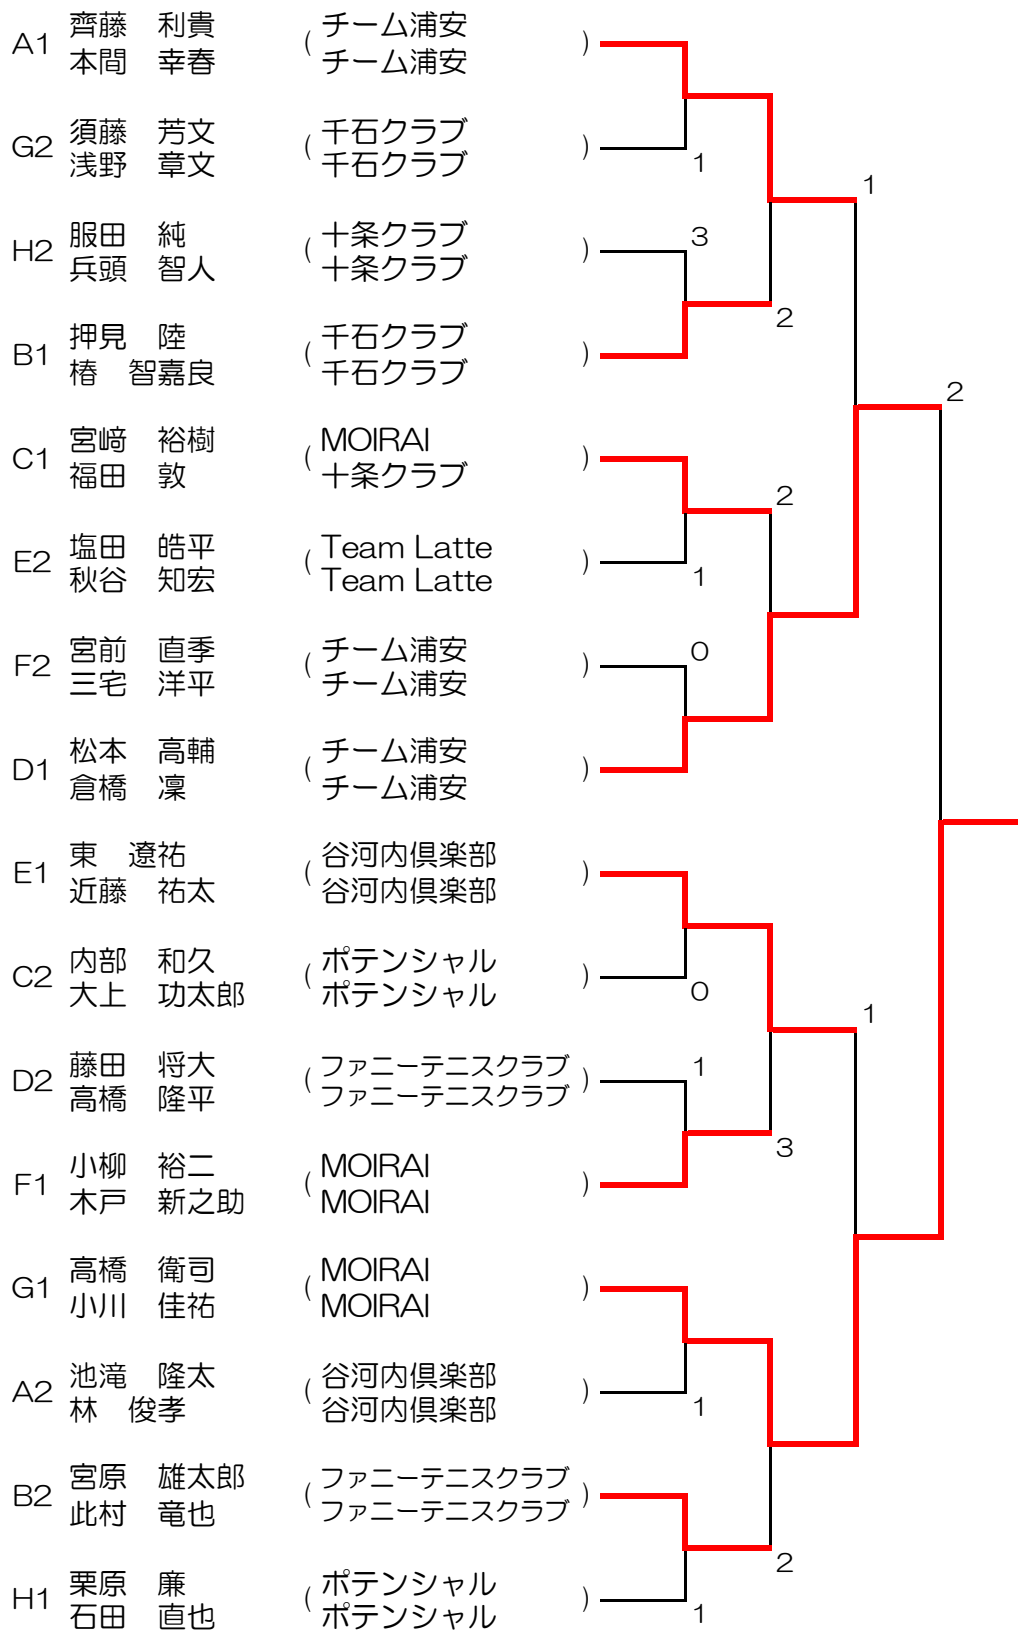 A1 齊藤　利貴 ( チーム浦安 )
本間　幸春 チーム浦安
G2 須藤　芳文 ( 千石クラブ )
浅野　章文 千石クラブ
1
1
H2 服田　純 ( 十条クラブ ) 3
兵頭　智人 十条クラブ
2
B1 押見　陸 ( 千石クラブ )
椿　智嘉良 千石クラブ
2
C1 宮﨑　裕樹 ( MOIRAI )
福田　敦 十条クラブ
2
E2 塩田　皓平 ( Team Latte )
秋谷　知宏 Team Latte
1
F2 宮前　直季 ( チーム浦安 ) 0
三宅　洋平 チーム浦安
D1 松本　高輔 ( チーム浦安 )
倉橋　凜 チーム浦安
E1 東　遼祐 ( 谷河内倶楽部 )
近藤　祐太 谷河内倶楽部
C2 内部　和久 ( ポテンシャル )
大上　功太郎 ポテンシャル
0
1
D2 藤田　将大 ( ファニーテニスクラブ ) 1
高橋　隆平 ファニーテニスクラブ
3
F1 小柳　裕二 ( MOIRAI )
木戸　新之助 MOIRAI
G1 高橋　衛司 ( MOIRAI )
小川　佳祐 MOIRAI
A2 池滝　隆太 ( 谷河内倶楽部 )
林　俊孝 谷河内倶楽部
1
B2 宮原　雄太郎 ( ファニーテニスクラブ )
此村　竜也 ファニーテニスクラブ
2
H1 栗原　廉 ( ポテンシャル )
石田　直也 ポテンシャル
1